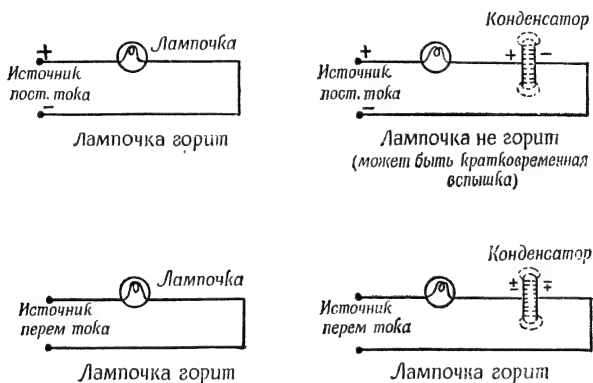 +
Лампочка
Источник
пост. тока
−
Лампочка горит
Конденсатор
+
+ −
Источник
пост. тока
−
Лампочка не горит
(может быть кратковременная
вспышка)
Лампочка
Источник
перем тока
Лампочка горит
Конденсатор
± ∓
Источник
перем тока
Лампочка горит